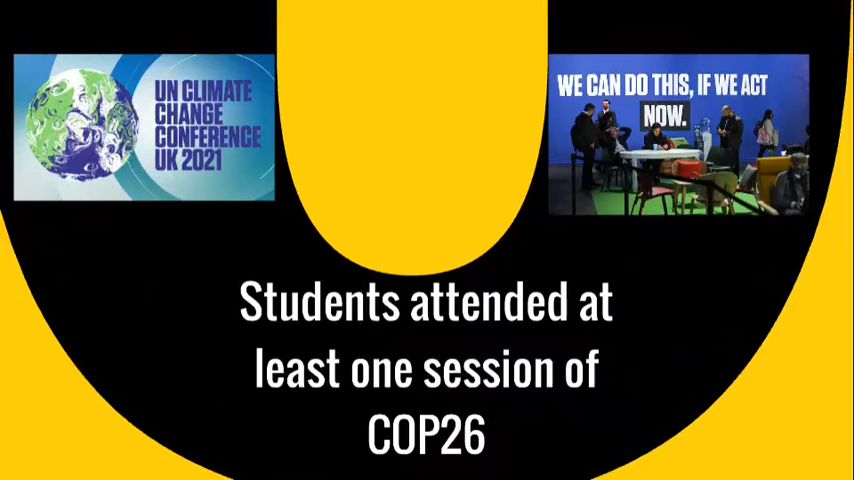 UN CLIMATE
CHANGE
CONFERENCE
UK 2021
WE CAN DO THIS, IF WE ACT
NOW.
Students attended at
least one session of
COP26